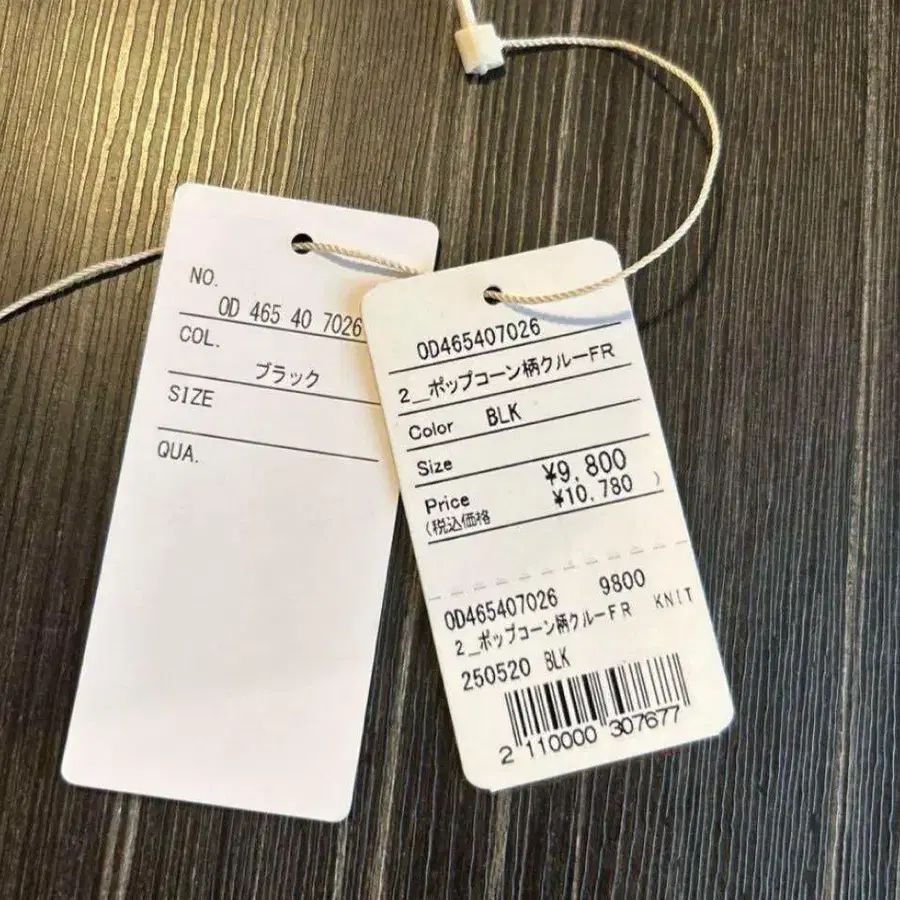 NO.
0D 465 40 7026
COL.
ブラック
SIZE
QUA.
0D465407026
2_ポップコーン柄クルーFR
Color BLK
Size
¥9,800
Price ¥10,780 )
(税込価格
0D465407026 9800
2_ポップコーン柄クルーFR KNIT
250520 BLK
2 110000 307677